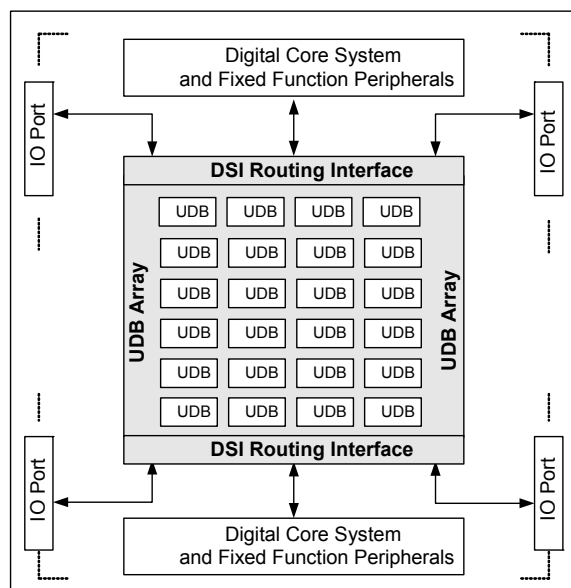 Digital Core System
and Fixed Function Peripherals
IO Port
IO Port
DSI Routing Interface
UDB UDB UDB UDB
UDB UDB UDB UDB
UDB Array
UDB Array
UDB UDB UDB UDB
UDB UDB UDB UDB
UDB UDB UDB UDB
UDB UDB UDB UDB
DSI Routing Interface
IO Port
IO Port
Digital Core System
and Fixed Function Peripherals